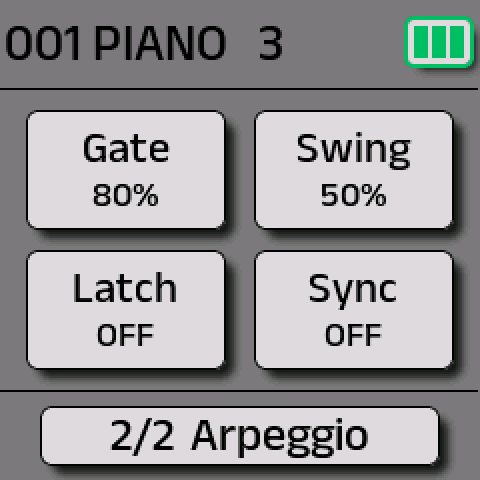 001 PIANO 3
Gate
80%
Swing
50%
Latch
OFF
Sync
OFF
2/2 Arpeggio